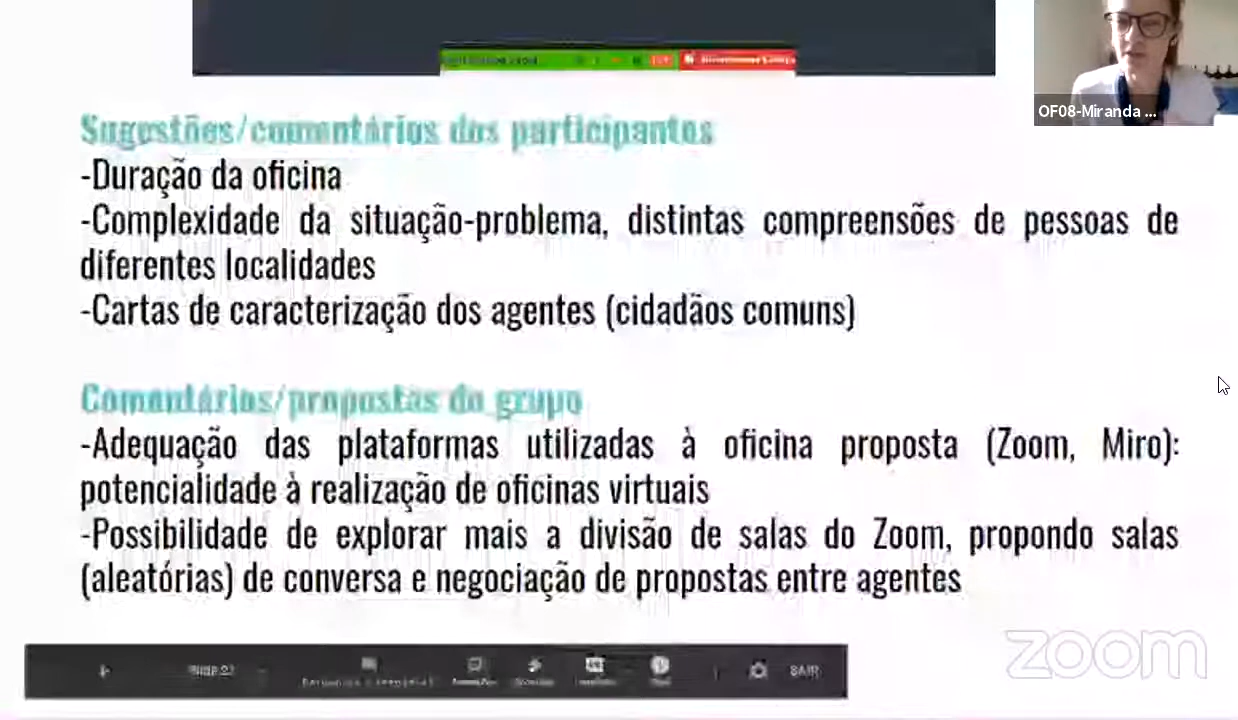 OF08-Miranda ...
Sugestões/comentários dos participantes
-Duração da oficina
-Complexidade da situação-problema, distintas compreensões de pessoas de
diferentes localidades
-Cartas de caracterização dos agentes (cidadãos comuns)
Comentários/propostas do grupo
-Adequação das plataformas utilizadas à oficina proposta (Zoom, Miro):
potencialidade à realização de oficinas virtuais
-Possibilidade de explorar mais a divisão de salas do Zoom, propondo salas
(aleatórias) de conversa e negociação de propostas entre agentes
zoom
SAIR